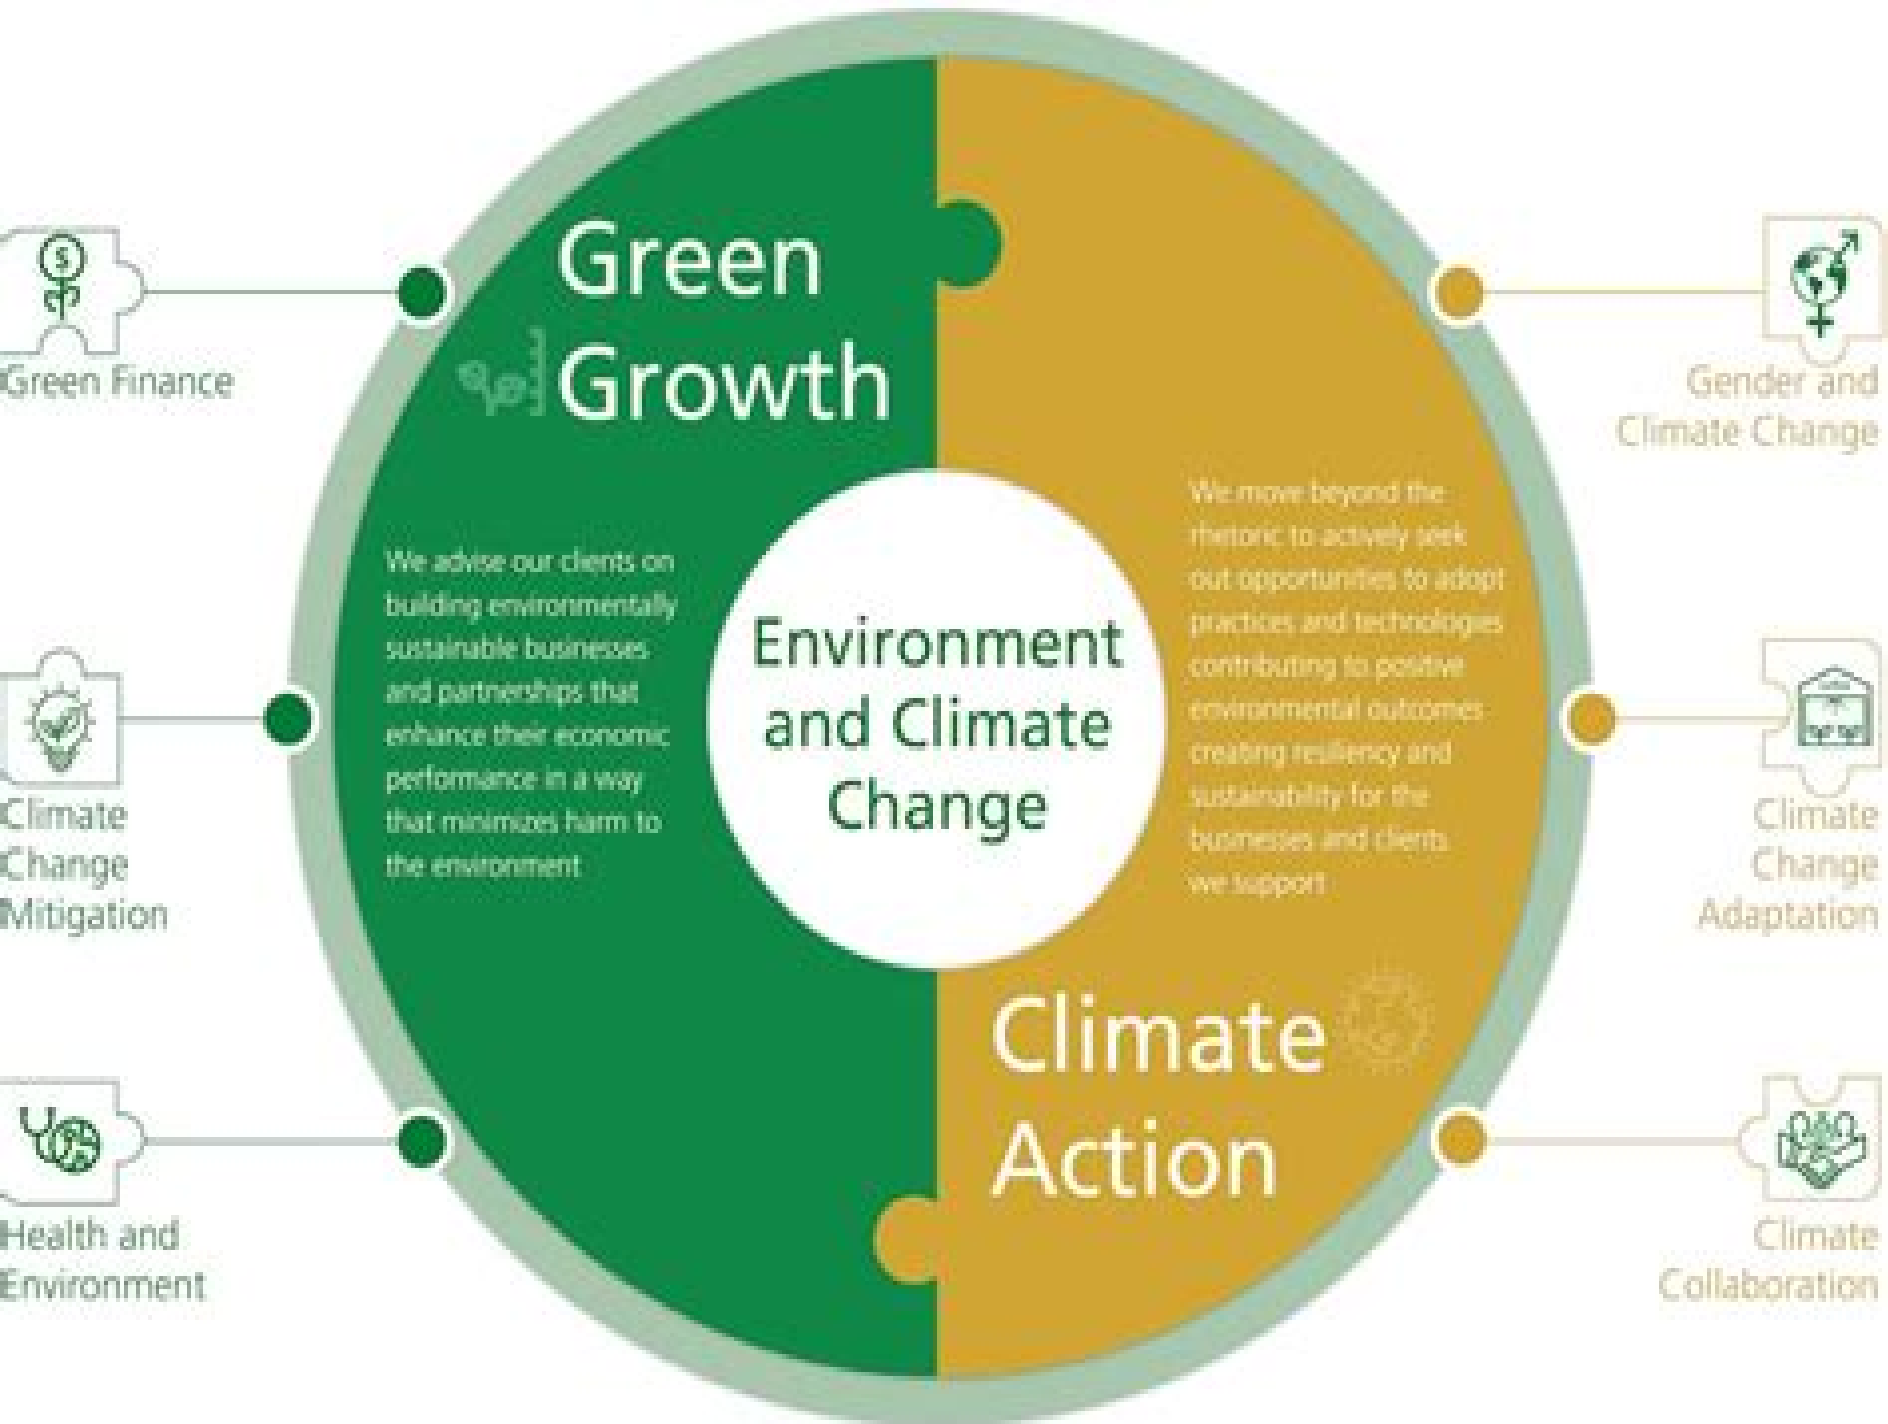 Green
Growth
We advise our clients on
building environmentally
sustainable businesses
and partnerships that
enhance their economic
performance in a way
that minimizes harm to
the environment
Environment
and Climate
Change
We move beyond the
rhetoric to actively seek
out opportunities to adopt
practices and technologies
contributing to positive
environmental outcomes
creating resiliency and
sustainability for the
businesses and clients
we support
Climate
Action
Green Finance
Climate
Change
Mitigation
Health and
Environment
Gender and
Climate Change
Climate
Change
Adaptation
Climate
Collaboration